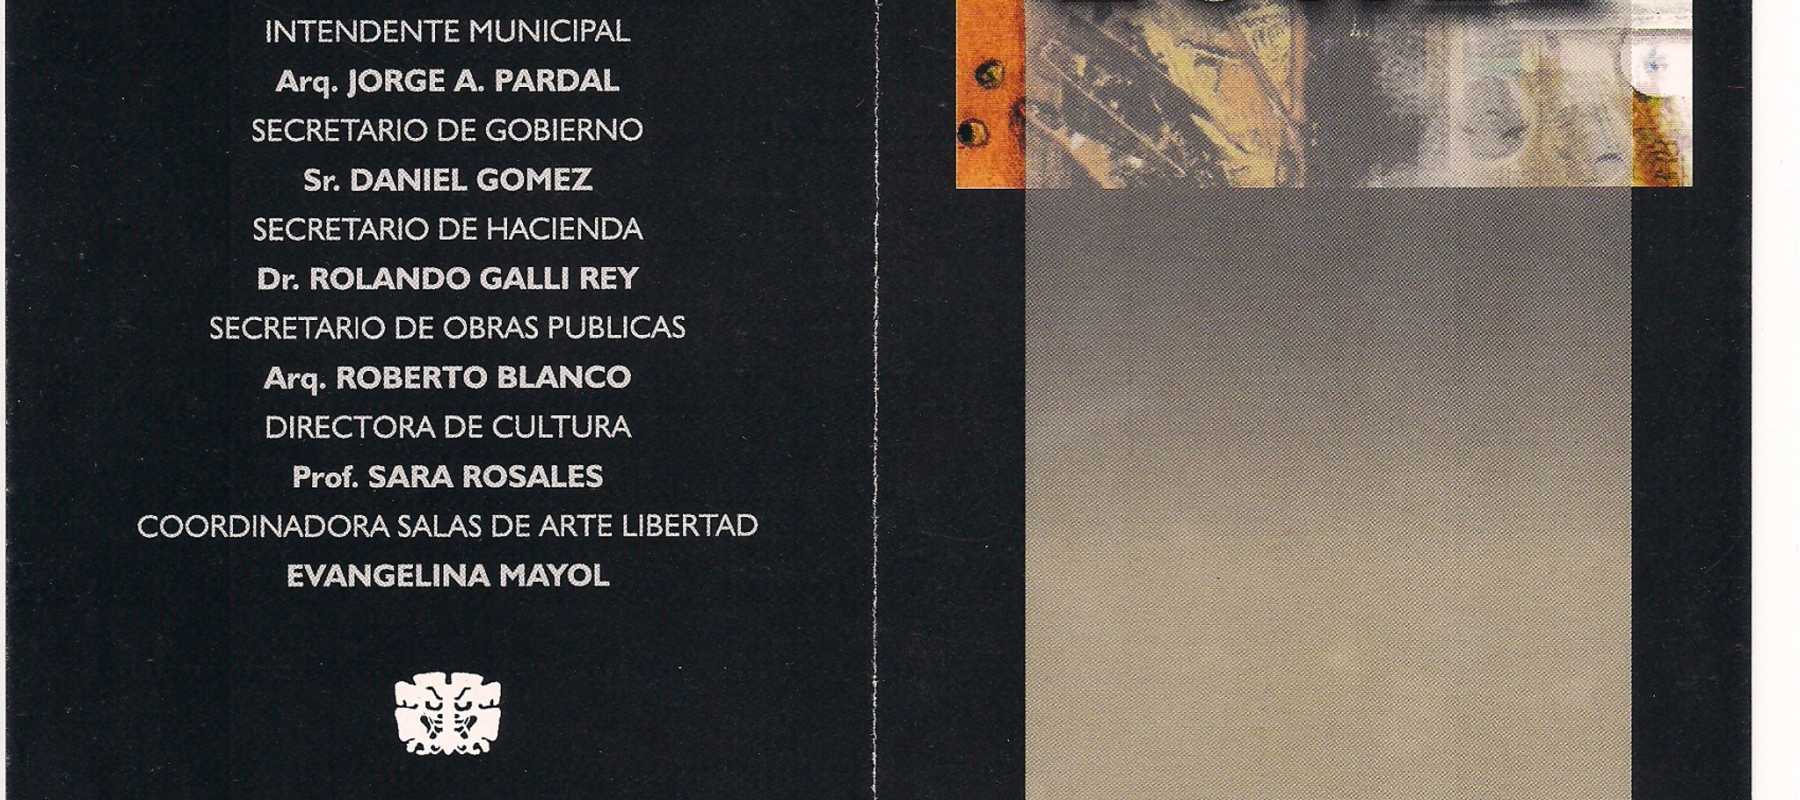 INTENDENTE MUNICIPAL
Arq. JORGE A. PARDAL
SECRETARIO DE GOBIERNO
Sr. DANIEL GOMEZ
SECRETARIO DE HACIENDA
Dr. ROLANDO GALLI REY
SECRETARIO DE OBRAS PUBLICAS
Arq. ROBERTO BLANCO
DIRECTORA DE CULTURA
Prof. SARA ROSALES
COORDINADORA SALAS DE ARTE LIBERTAD
EVANGELINA MAYOL